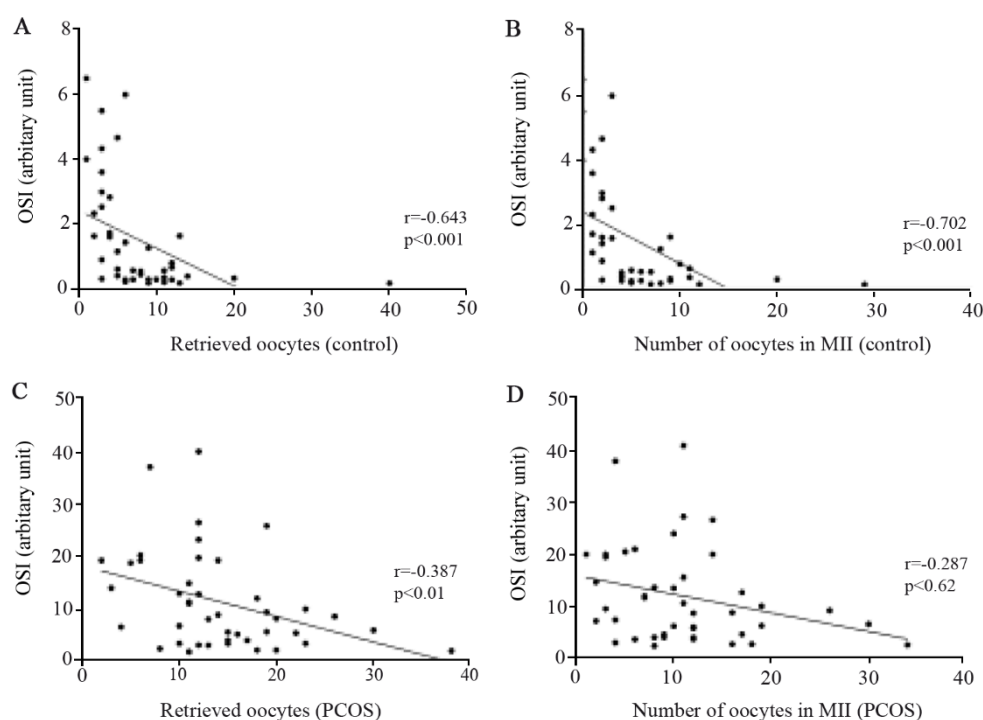 A
8
6
4
2
0
OSI (arbitary unit)
r=-0.643
p<0.001
0
10
20
30
40
50
Retrieved oocytes (control)
B
8
6
4
2
0
OSI (arbitary unit)
r=-0.702
p<0.001
0
10
20
30
40
Number of oocytes in MII (control)
C
50
40
30
20
10
0
OSI (arbitary unit)
r=-0.387
p<0.01
0
10
20
30
40
Retrieved oocytes (PCOS)
D
50
40
30
20
10
0
OSI (arbitary unit)
r=-0.287
p<0.62
0
10
20
30
40
Number of oocytes in MII (PCOS)